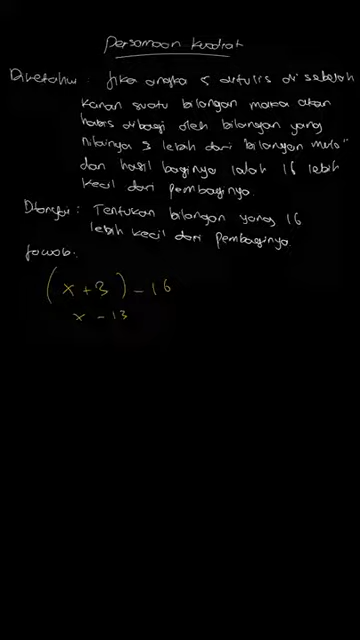 Persamaan kuadrat
Diketahui : Jika angka 5 ditulis di sebelah
kanan suatu bilangan maka akan
habis dibagi oleh bilangan yang
nilainya 3 lebih dari bilangan mula"
dan hasil baginya ialah 16 lebih
kecil dari pembaginya.
Ditanya : Tentukan bilangan yang 16
lebih kecil dari pembaginya
Jawab:
(x + 3) - 16
x - 13